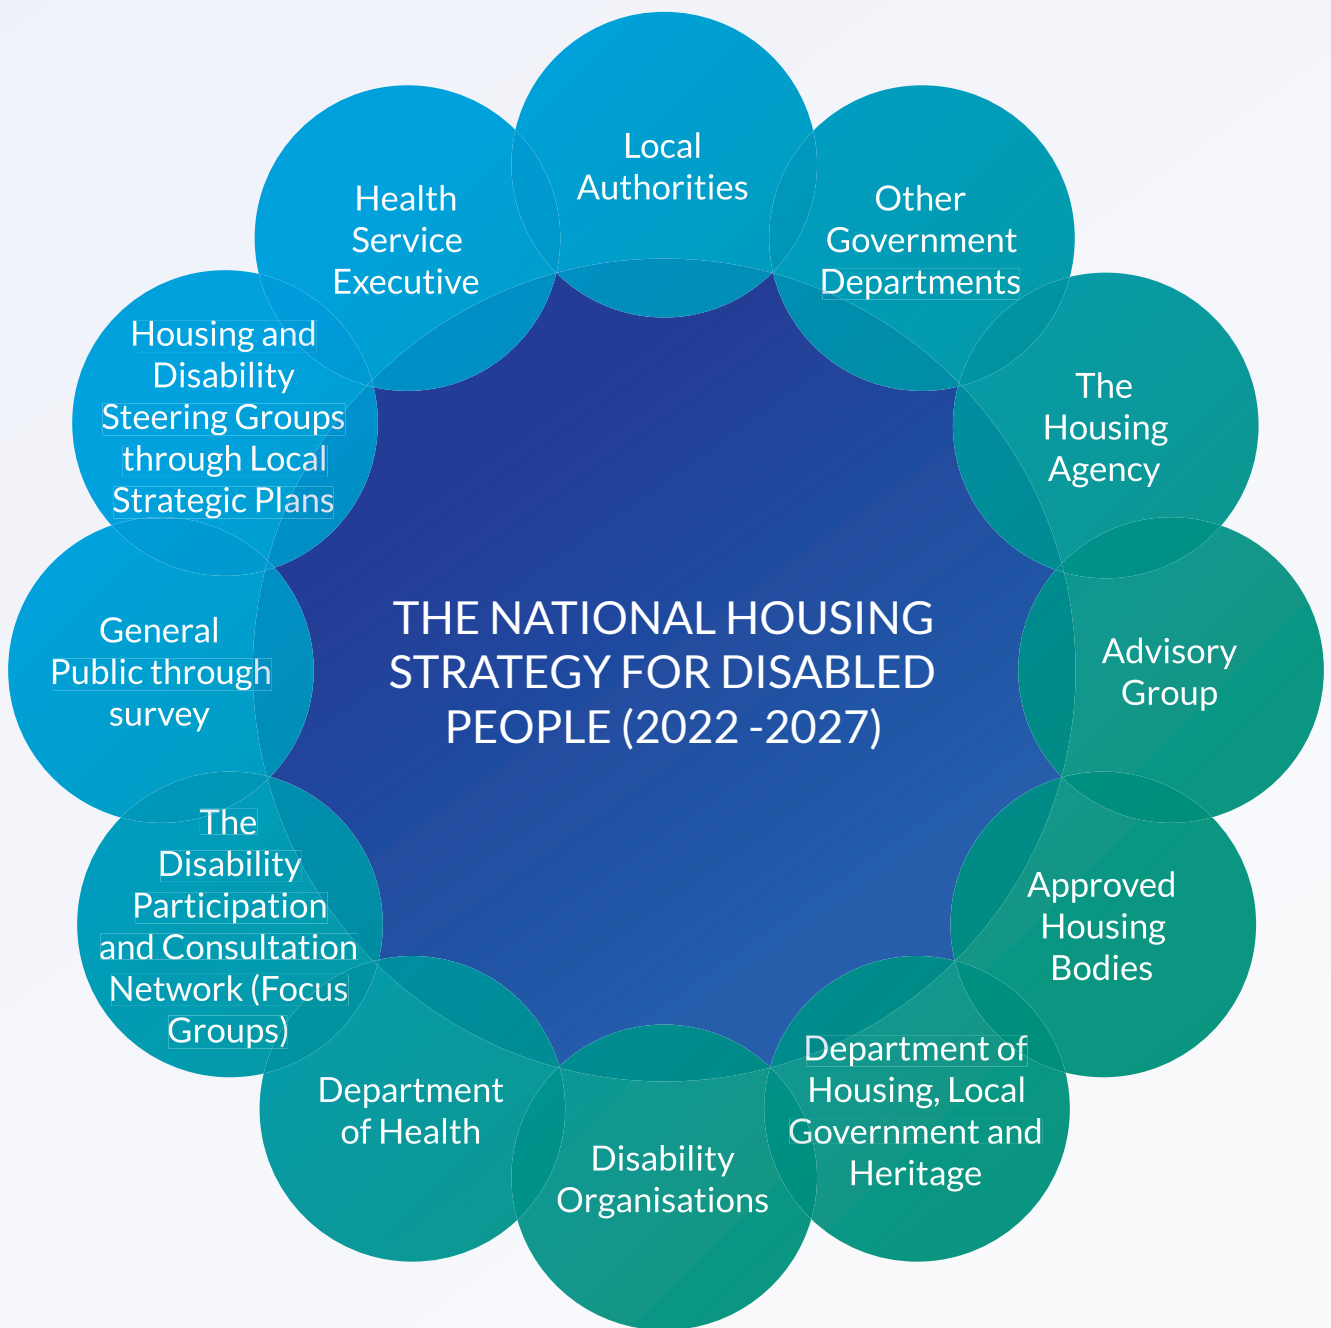 Local
Authorities
Other
Government
Departments
The
Housing
Agency
Advisory
Group
Approved
Housing
Bodies
Department of
Housing, Local
Government and
Heritage
Disability
Organisations
Department
of Health
The
Disability
Participation
and Consultation
Network (Focus
Groups)
General
Public through
survey
Housing and
Disability
Steering Groups
through Local
Strategic Plans
Health
Service
Executive
THE NATIONAL HOUSING
STRATEGY FOR DISABLED
PEOPLE (2022 -2027)